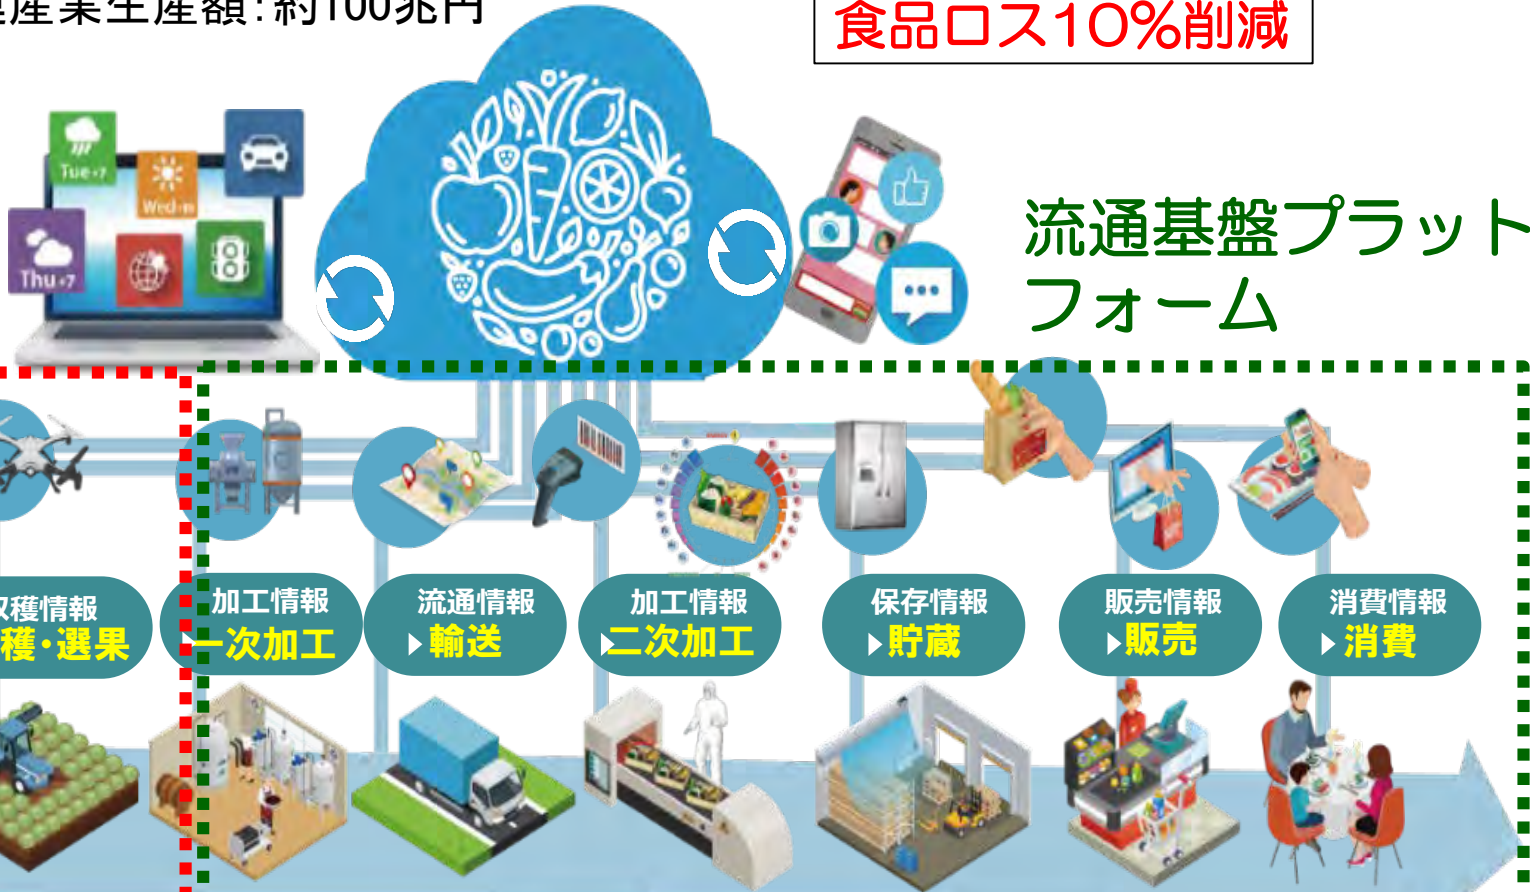 産業生産額:約100兆円
食品ロス10%削減
Tue+7
Wed
Thu+7
流通基盤プラット
フォーム
穫情報
穫・選果
加工情報
一次加工
流通情報
輸送
加工情報
二次加工
保存情報
貯蔵
販売情報
販売
消費情報
消費